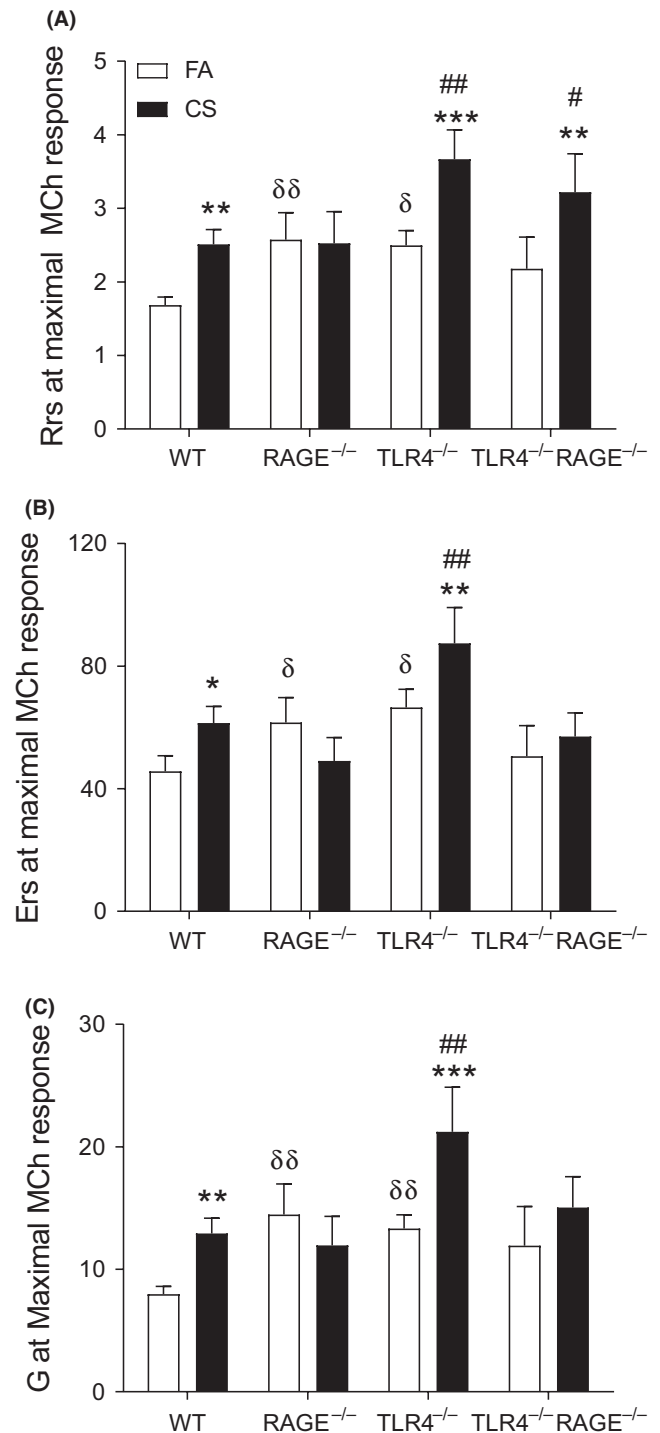 (A)
Rrs at maximal MCh response
5
4
3
2
1
0
FA
CS
**
δδ
δ
##
***
#
**
WT
RAGE–/–
TLR4–/–
TLR4–/–RAGE–/–
(B)
Ers at maximal MCh response
120
80
40
0
*
δ
δ
##
**
WT
RAGE–/–
TLR4–/–
TLR4–/–RAGE–/–
(C)
G at Maximal MCh response
30
20
10
0
**
δδ
δδ
##
***
WT
RAGE–/–
TLR4–/–
TLR4–/–RAGE–/–